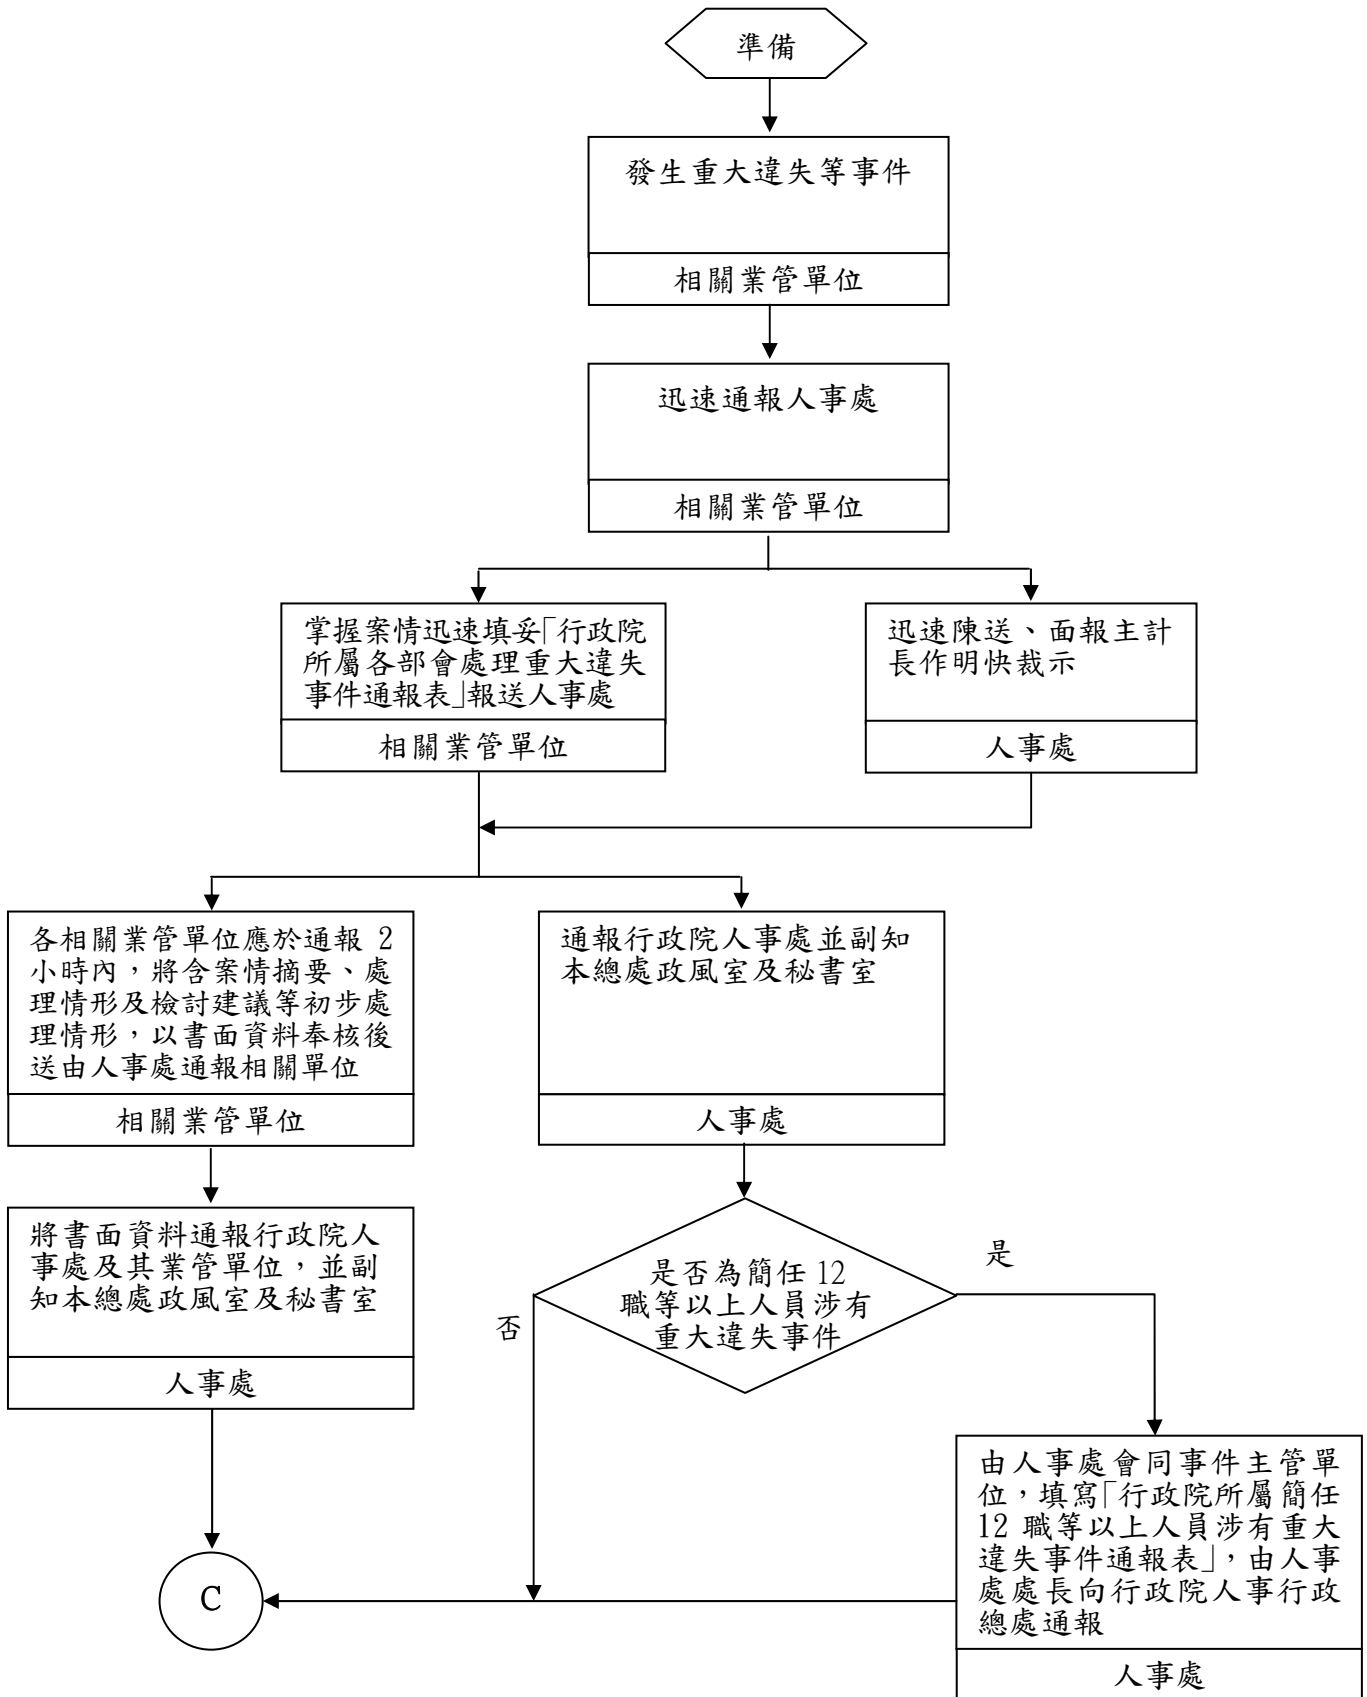 準備
發生重大違失等事件
相關業管單位
迅速通報人事處
相關業管單位
掌握案情迅速填妥「行政院
所屬各部會處理重大違失
事件通報表」報送人事處
相關業管單位
迅速陳送、面報主計
長作明快裁示
人事處
各相關業管單位應於通報 2
小時內，將含案情摘要、處
理情形及檢討建議等初步處
理情形，以書面資料奉核後
送由人事處通報相關單位
相關業管單位
通報行政院人事處並副知
本總處政風室及秘書室
人事處
將書面資料通報行政院人
事處及其業管單位，並副
知本總處政風室及秘書室
人事處
是否為簡任 12
職等以上人員涉有
重大違失事件
是
否
由人事處會同事件主管單
位，填寫「行政院所屬簡任
12 職等以上人員涉有重大
違失事件通報表」，由人事
處處長向行政院人事行政
總處通報
人事處
C